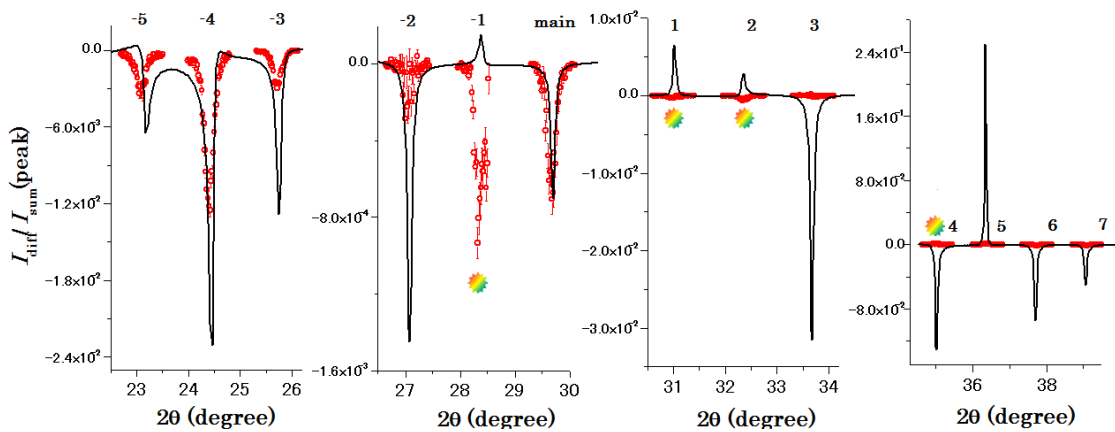 I_diff/I_sum(peak)
-5 -4 -3
0.0
-6.0x10⁻³
-1.2x10⁻²
-1.8x10⁻²
-2.4x10⁻²
23 24 25 26
2θ (degree)
-2 -1 main
0.0
-8.0x10⁻⁴
-1.6x10⁻³
27 28 29 30
2θ (degree)
1 2 3
1.0x10⁻²
0.0
-1.0x10⁻²
-2.0x10⁻²
-3.0x10⁻²
31 32 33 34
2θ (degree)
2.4x10⁻¹
1.6x10⁻¹
8.0x10⁻²
0.0
-8.0x10⁻²
4 5 6 7
36 38
2θ (degree)